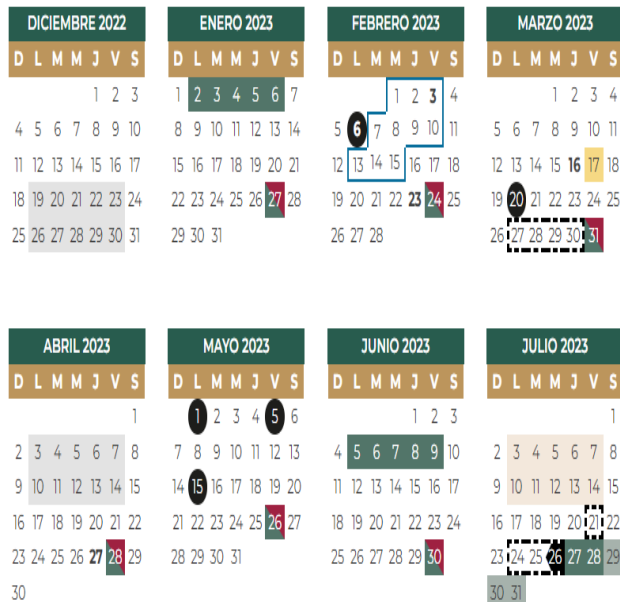 DICIEMBRE 2022
D L M M J V S
1 2 3
4 5 6 7 8 9 10
11 12 13 14 15 16 17
18 19 20 21 22 23 24
25 26 27 28 29 30 31
ENERO 2023
D L M M J V S
1 2 3 4 5 6 7
8 9 10 11 12 13 14
15 16 17 18 19 20 21
22 23 24 25 26 27 28
29 30 31
FEBRERO 2023
D L M M J V S
1 2 3 4
5 6 7 8 9 10 11
12 13 14 15 16 17 18
19 20 21 22 23 24 25
26 27 28
MARZO 2023
D L M M J V S
1 2 3 4
5 6 7 8 9 10 11
12 13 14 15 16 17 18
19 20 21 22 23 24 25
26 27 28 29 30 31
ABRIL 2023
D L M M J V S
1
2 3 4 5 6 7 8
9 10 11 12 13 14 15
16 17 18 19 20 21 22
23 24 25 26 27 28 29
30
MAYO 2023
D L M M J V S
1 2 3 4 5 6
7 8 9 10 11 12 13
14 15 16 17 18 19 20
21 22 23 24 25 26 27
28 29 30 31
JUNIO 2023
D L M M J V S
1 2 3
4 5 6 7 8 9 10
11 12 13 14 15 16 17
18 19 20 21 22 23 24
25 26 27 28 29 30
JULIO 2023
D L M M J V S
1
2 3 4 5 6 7 8
9 10 11 12 13 14 15
16 17 18 19 20 21 22
23 24 25 26 27 28 29
30 31